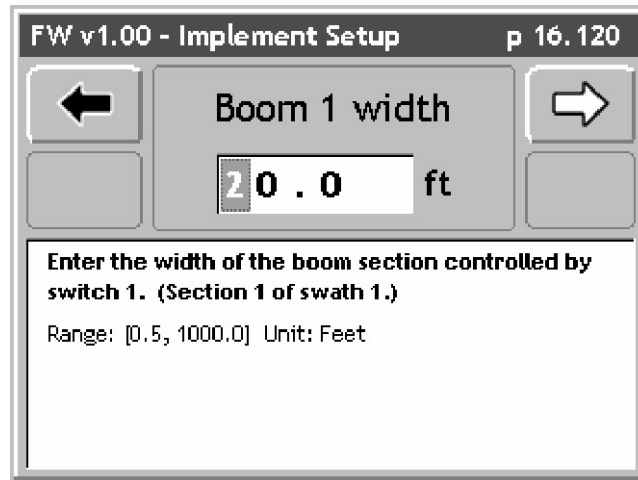 FW v1.00 - Implement Setup p 16.120
Boom 1 width
20.0 ft
Enter the width of the boom section controlled by
switch 1. (Section 1 of swath 1.)
Range: [0.5, 1000.0] Unit: Feet